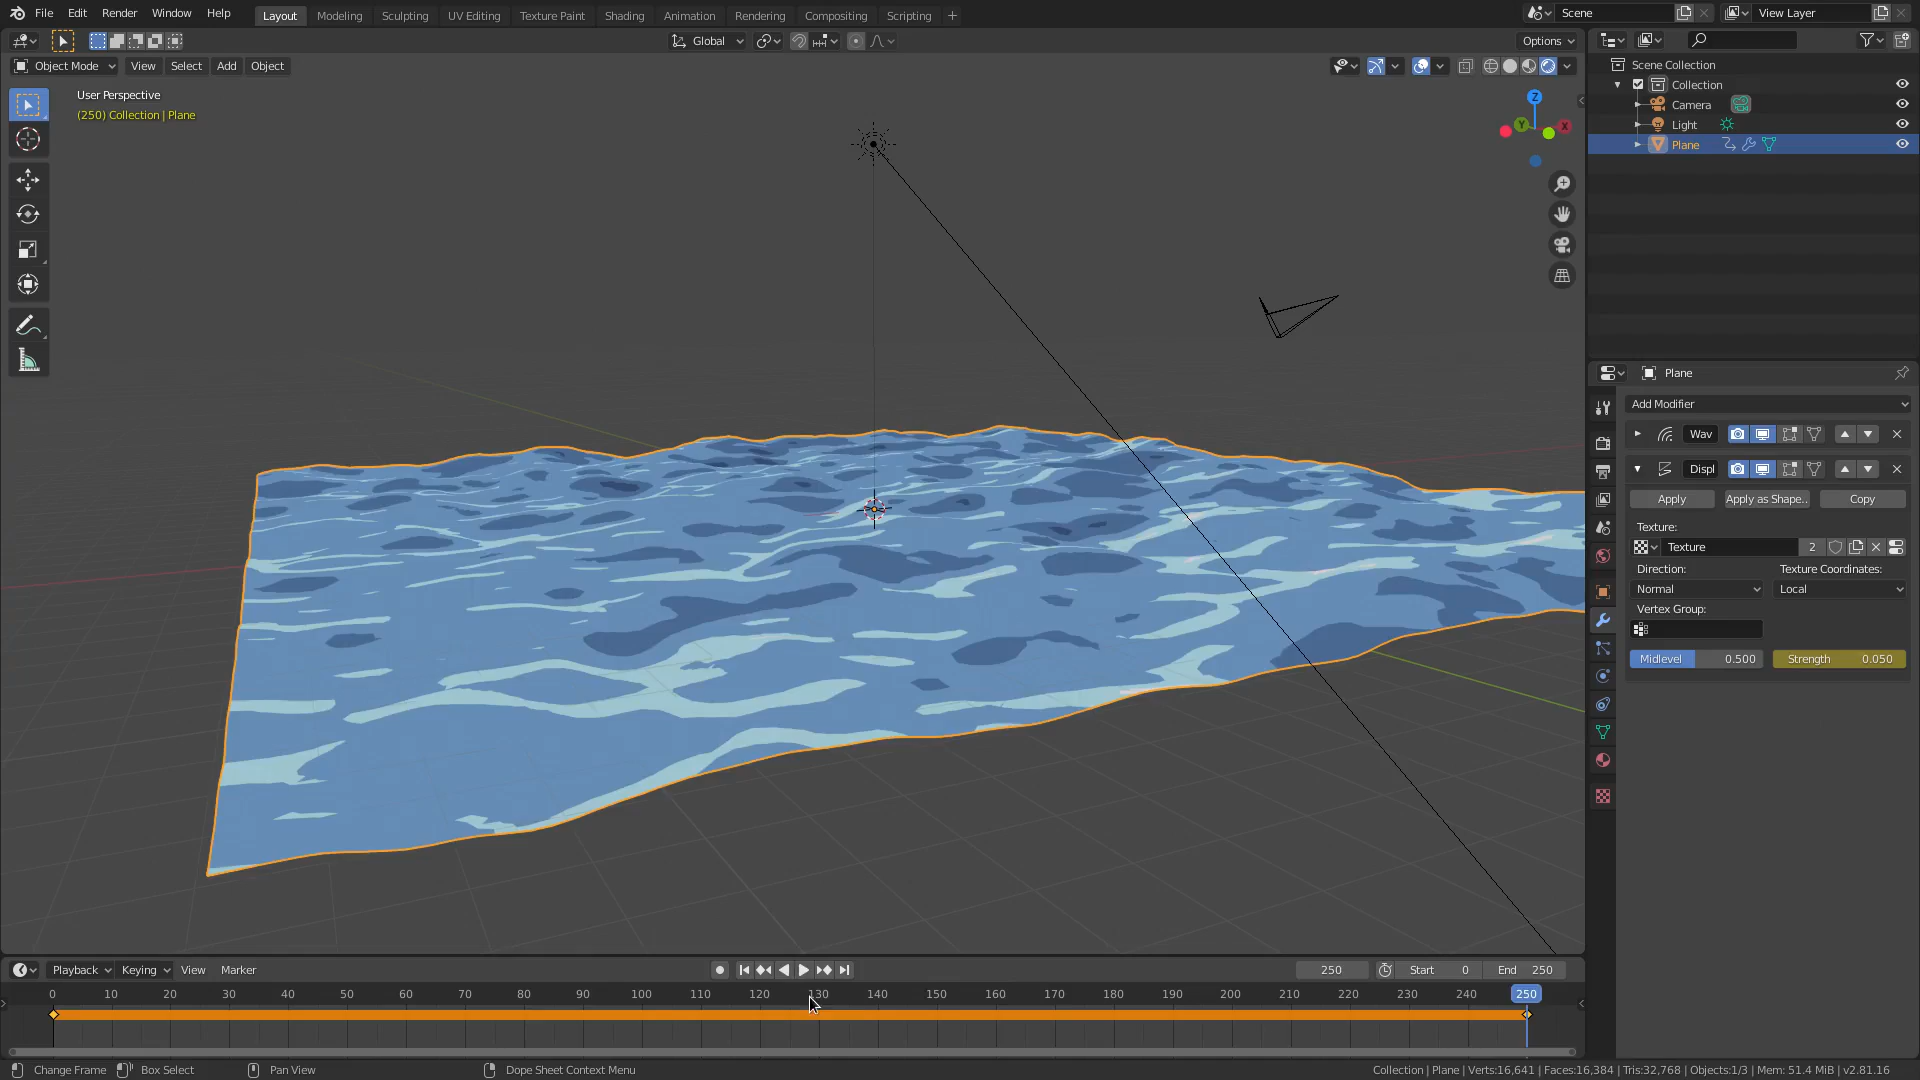 File Edit Render Window Help Layout Modeling Sculpting UV Editing Texture Paint Shading Animation Rendering Compositing Scripting + Scene View Layer
Global Options
Object Mode View Select Add Object
User Perspective
(250) Collection | Plane
Z
Y
X
Scene Collection
Collection
Camera
Light
Plane
Plane
Add Modifier
Wav
Displ
Apply Apply as Shape.. Copy
Texture:
Texture 2
Direction: Texture Coordinates:
Normal Local
Vertex Group:
Midlevel 0.500 Strength 0.050
Playback Keying View Marker 250 Start 0 End 250
0 10 20 30 40 50 60 70 80 90 100 110 120 130 140 150 160 170 180 190 200 210 220 230 240 250
Change Frame Box Select Pan View Dope Sheet Context Menu Collection | Plane | Verts:16,641 | Faces:16,384 | Tris:32,768 | Objects:1/3 | Mem: 51.4 MiB | v2.81.16